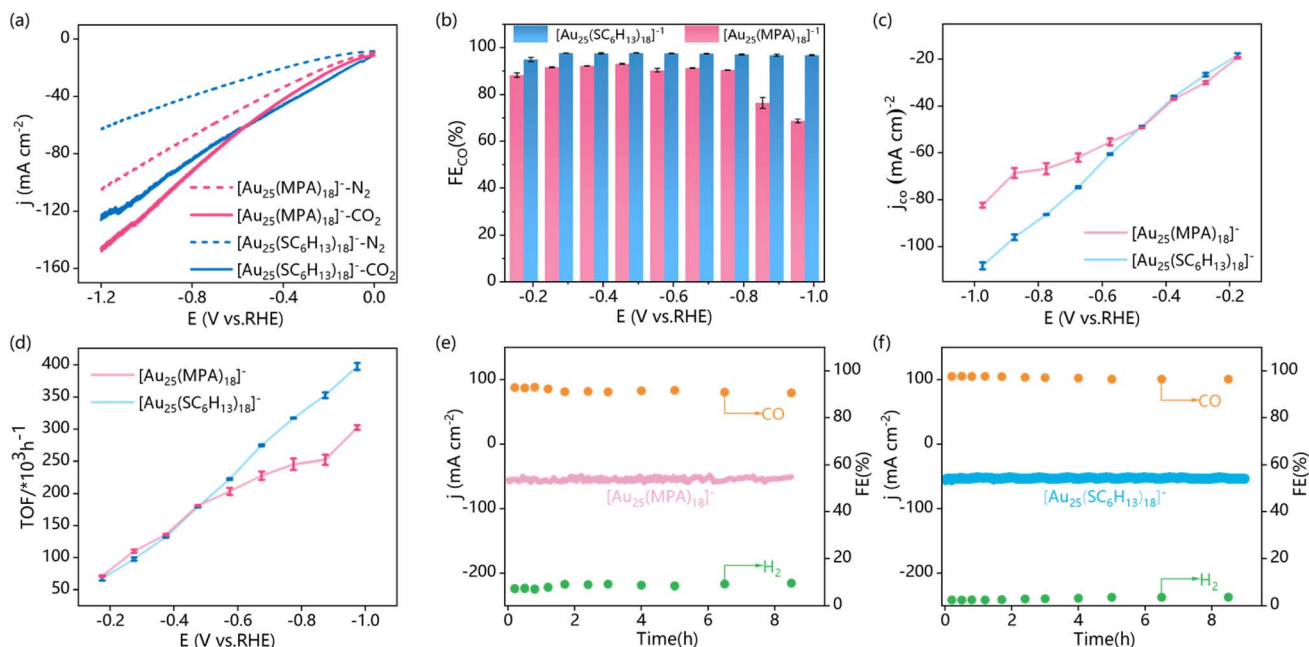 (a)
0
-40
-80
-120
-160
j (mA cm⁻²)
[Au₂₅(MPA)₁₈]⁻-N₂
[Au₂₅(MPA)₁₈]⁻-CO₂
[Au₂₅(SC₆H₁₃)₁₈]⁻-N₂
[Au₂₅(SC₆H₁₃)₁₈]⁻-CO₂
-1.2 -0.8 -0.4 0.0
E (V vs.RHE)
(b)
[Au₂₅(SC₆H₁₃)₁₈]⁻¹ [Au₂₅(MPA)₁₈]⁻¹
100
80
60
90
40
20
0
FE_CO(%)
-0.2 -0.4 -0.6 -0.8 -1.0
E (V vs.RHE)
(c)
-20
-40
-60
-80
-100
j_co (mA cm)⁻²
[Au₂₅(MPA)₁₈]⁻
[Au₂₅(SC₆H₁₃)₁₈]⁻
-1.0 -0.8 -0.6 -0.4 -0.2
E (V vs.RHE)
(d)
400
350
300
250
200
150
100
50
TOF/*10³h⁻¹
[Au₂₅(MPA)₁₈]⁻
[Au₂₅(SC₆H₁₃)₁₈]⁻
-0.2 -0.4 -0.6 -0.8 -1.0
E (V vs.RHE)
(e)
100
0
-100
-200
j (mA cm⁻²)
CO
[Au₂₅(MPA)₁₈]⁻
H₂
100
80
60
40
20
0
FE(%)
0 2 4 6 8
Time(h)
(f)
100
0
-100
-200
j (mA cm⁻²)
CO
[Au₂₅(SC₆H₁₃)₁₈]⁻
H₂
100
80
60
40
20
0
FE(%)
0 2 4 6 8
Time(h)